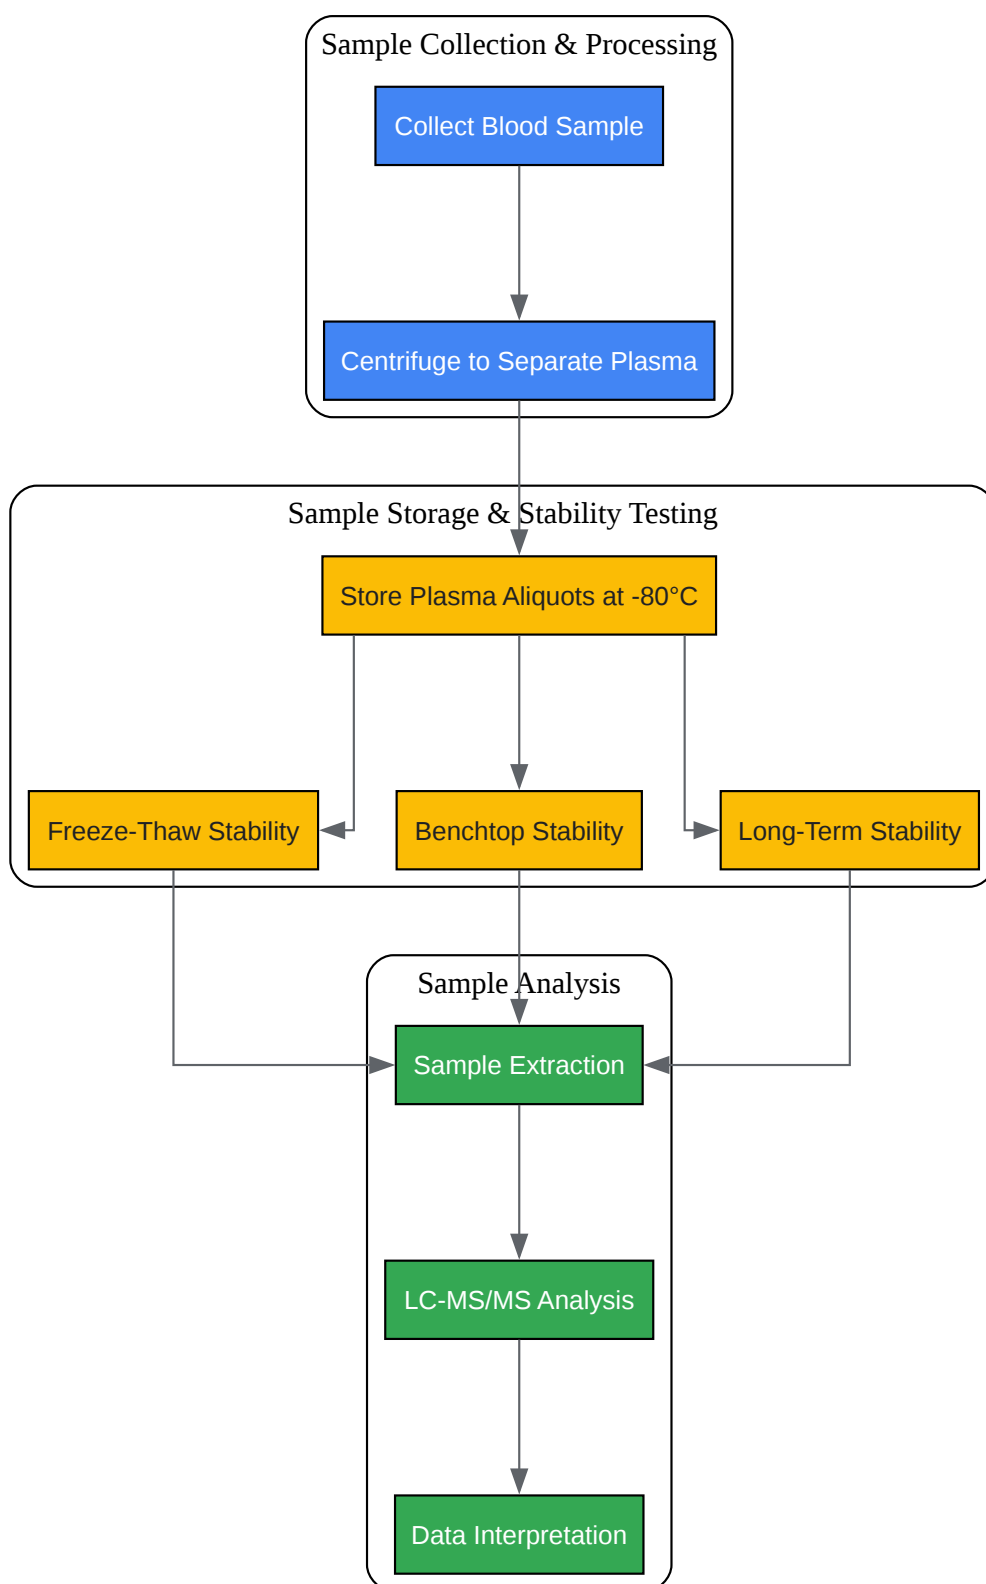 Sample Collection & Processing
Collect Blood Sample
Centrifuge to Separate Plasma
Sample Storage & Stability Testing
Store Plasma Aliquots at -80°C
Freeze-Thaw Stability
Benchtop Stability
Long-Term Stability
Sample Analysis
Sample Extraction
LC-MS/MS Analysis
Data Interpretation